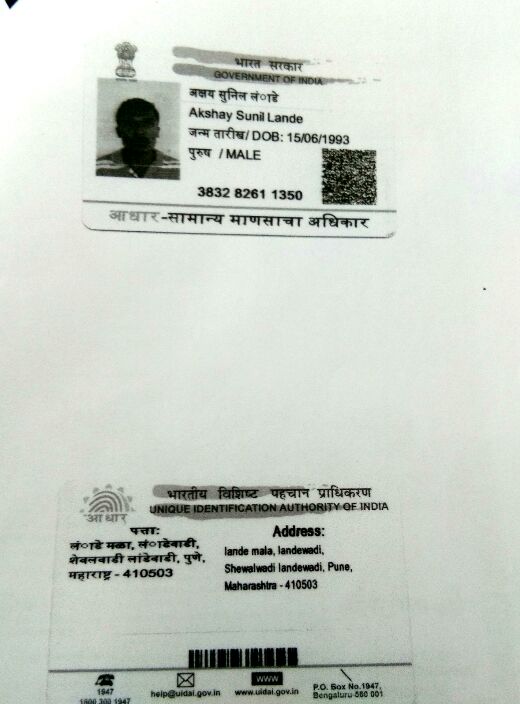 भारत सरकार
GOVERNMENT OF INDIA
अक्षय सुनिल लंाडे
Akshay Sunil Lande
जन्म तारीख/ DOB: 15/06/1993
पुरुष / MALE
3832 8261 1350
आधार-सामान्य माणसाचा अधिकार
भारतीय विशिष्ट पहचान प्राधिकरण
UNIQUE IDENTIFICATION AUTHORITY OF INDIA
आधार
पत्ता:
लंाडे मळा, लंाडेवाडी,
शेवलवाडी लांडेवाडी, पुणे,
महाराष्ट्र - 410503
Address:
lande mala, landewadi,
Shewalwadi landewadi, Pune,
Maharashtra - 410503
1947
1800 300 1947
help@uidai.gov.in
WWW
www.uidai.gov.in
P.O. Box No.1947,
Bengaluru-560 001